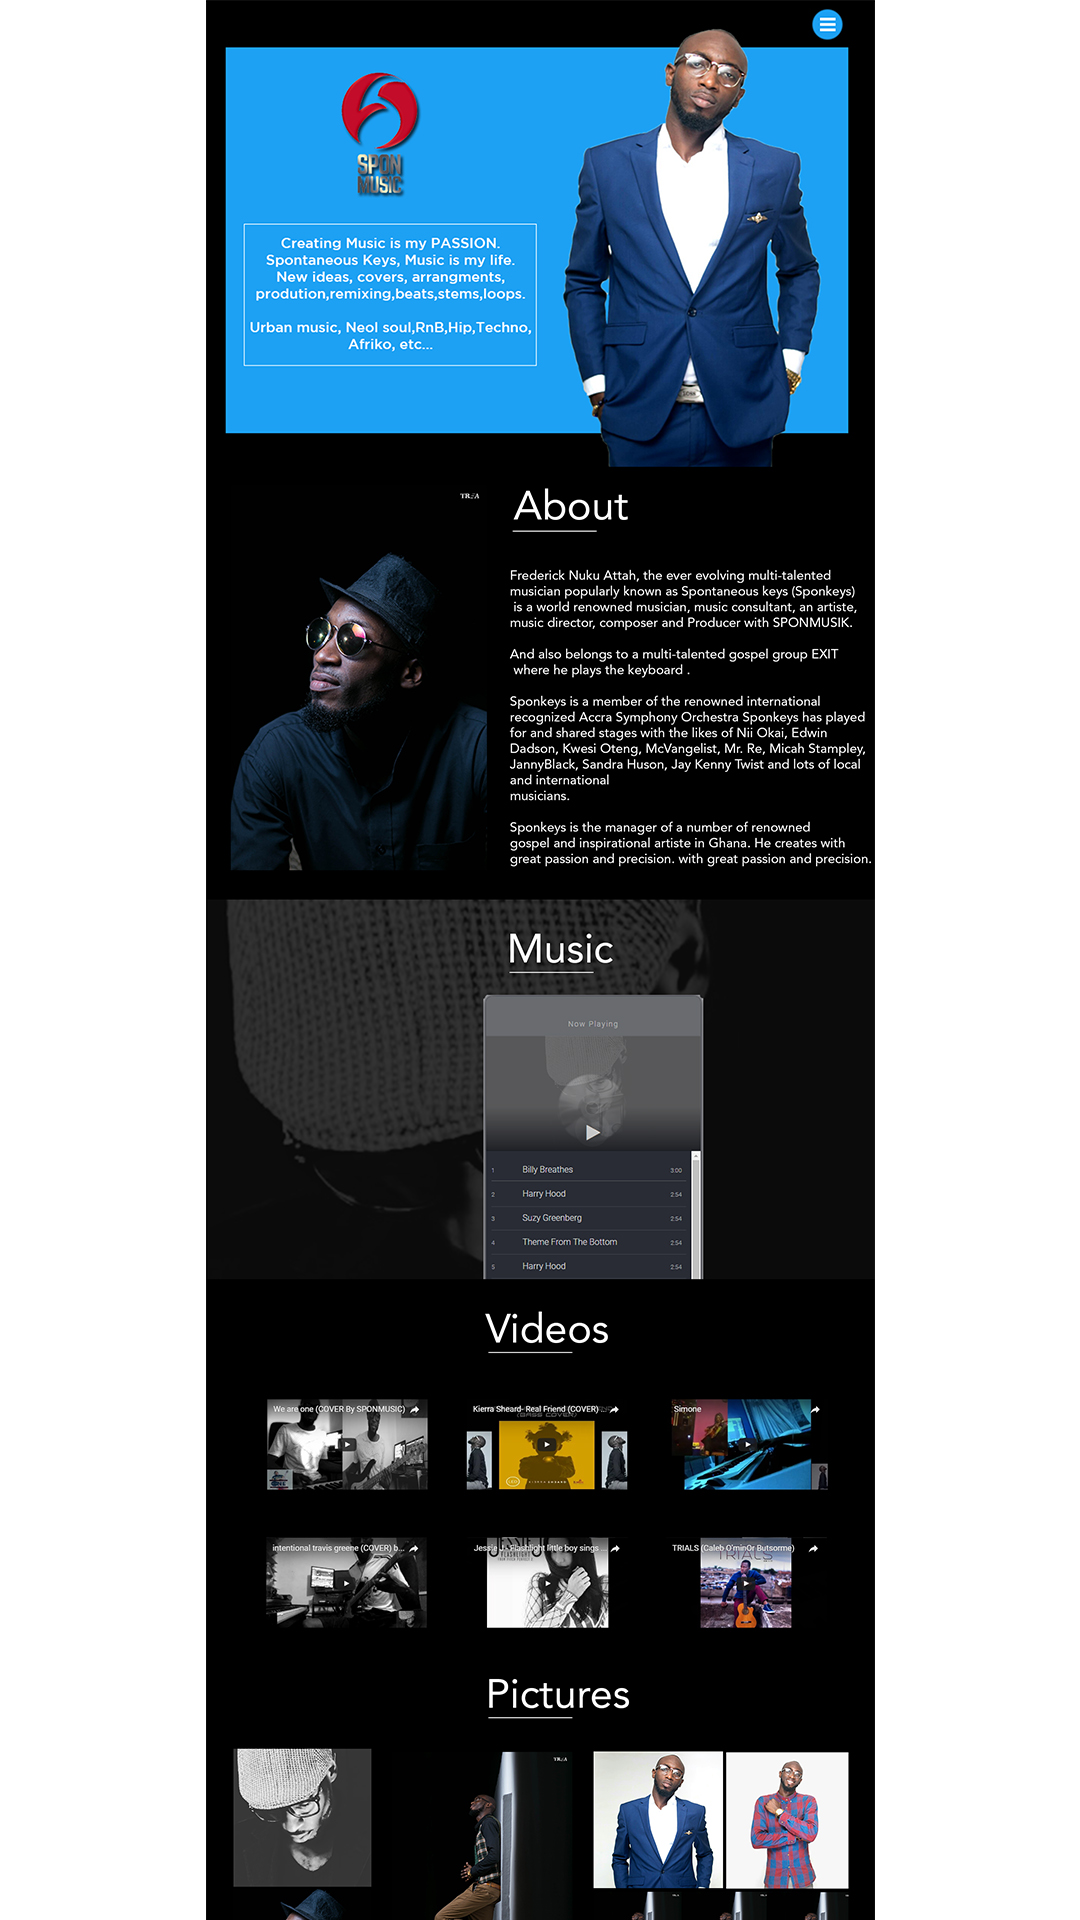 SPON
MUSIC
Creating Music is my PASSION.
Spontaneous Keys, Music is my life.
New ideas, covers, arrangments,
prodution,remixing,beats,stems,loops.
Urban music, Neol soul,RnB,Hip,Techno,
Afriko, etc...
About
Frederick Nuku Attah, the ever evolving multi-talented
musician popularly known as Spontaneous keys (Sponkeys)
is a world renowned musician, music consultant, an artiste,
music director, composer and Producer with SPONMUSIK.
And also belongs to a multi-talented gospel group EXIT
where he plays the keyboard .
Sponkeys is a member of the renowned international
recognized Accra Symphony Orchestra Sponkeys has played
for and shared stages with the likes of Nii Okai, Edwin
Dadson, Kwesi Oteng, McVangelist, Mr. Re, Micah Stampley,
JannyBlack, Sandra Huson, Jay Kenny Twist and lots of local
and international
musicians.
Sponkeys is the manager of a number of renowned
gospel and inspirational artiste in Ghana. He creates with
great passion and precision. with great passion and precision.
Music
Now Playing
1 Billy Breathes 3:00
2 Harry Hood 2:54
3 Suzy Greenberg 2:54
4 Theme From The Bottom 2:54
5 Harry Hood 2:54
Videos
We are one (COVER By SPONMUSIC)
Kierra Sheard- Real Friend (COVER) ...
(BASS COVER)
Simone
intentional travis greene (COVER) b...
Jessie J - Flashlight little boy sings ...
FLASHLIGHT
TRIALS (Caleb O'minOr Butsorme)
TRIALS
Pictures